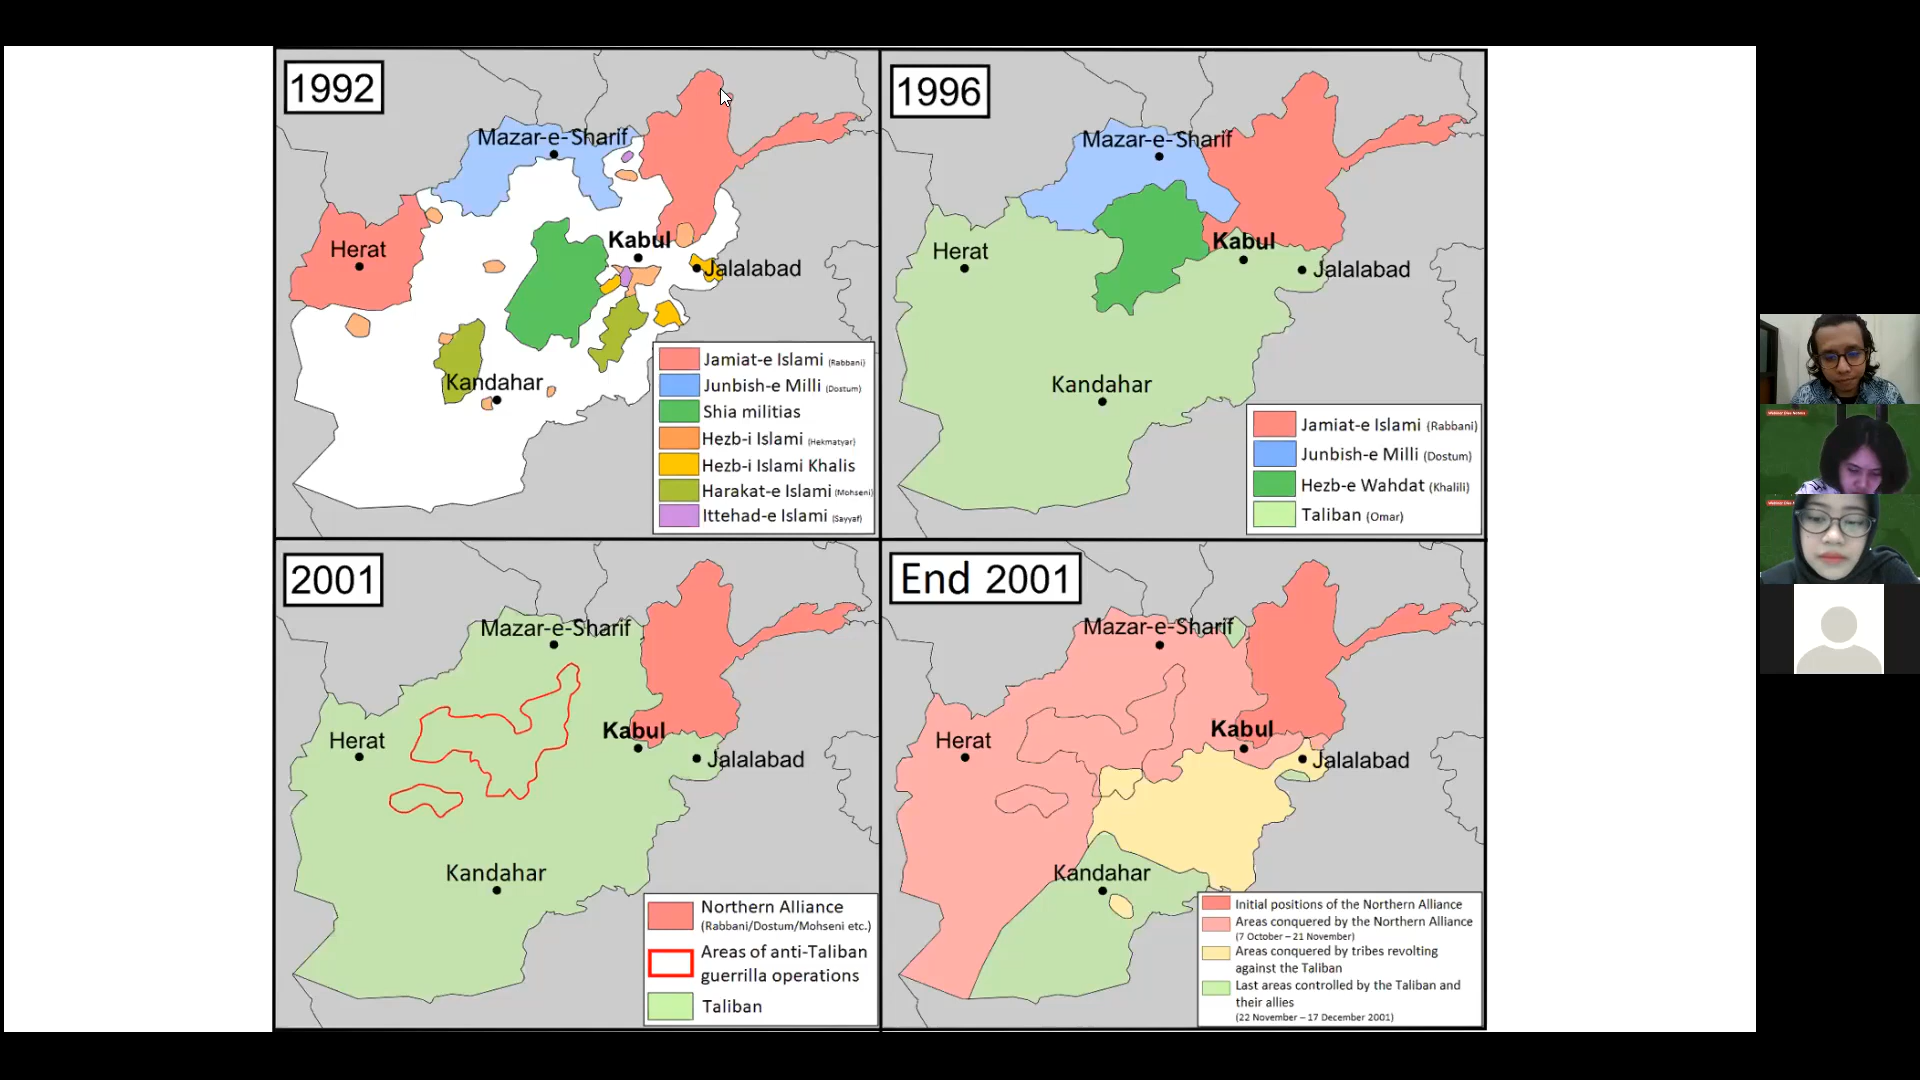 1992
Mazar-e-Sharif
Herat
Kabul
Jalalabad
Kandahar
Jamiat-e Islami (Rabbani)
Junbish-e Milli (Dostum)
Shia militias
Hezb-i Islami (Hekmatyar)
Hezb-i Islami Khalis
Harakat-e Islami (Mohseni)
Ittehad-e Islami (Sayyaf)
1996
Mazar-e-Sharif
Herat
Kabul
Jalalabad
Kandahar
Jamiat-e Islami (Rabbani)
Junbish-e Milli (Dostum)
Hezb-e Wahdat (Khalili)
Taliban (Omar)
2001
Mazar-e-Sharif
Herat
Kabul
Jalalabad
Kandahar
Northern Alliance
(Rabbani/Dostum/Mohseni etc.)
Areas of anti-Taliban
guerrilla operations
Taliban
End 2001
Mazar-e-Sharif
Herat
Kabul
Jalalabad
Kandahar
Initial positions of the Northern Alliance
Areas conquered by the Northern Alliance
(7 October – 21 November)
Areas conquered by tribes revolting
against the Taliban
Last areas controlled by the Taliban and
their allies
(22 November – 17 December 2001)